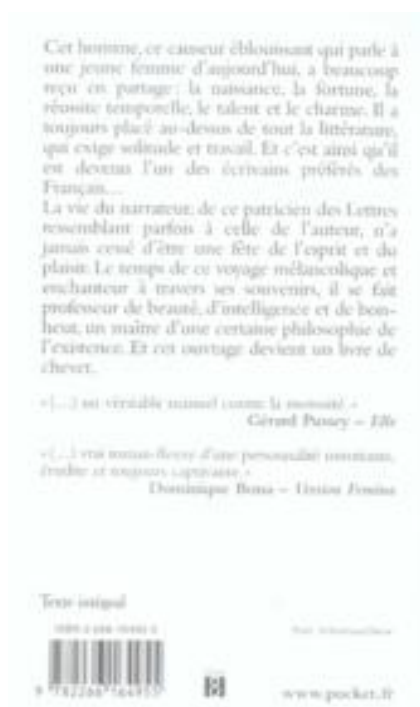 Cet homme, ce causeur éblouissant qui parle à
une jeune femme d'aujourd'hui, a beaucoup
reçu en partage : la naissance, la fortune, la
réussite temporelle, le talent et le charme. Il a
toujours placé au-dessus de tout la littérature,
qui exige solitude et travail. Et c'est ainsi qu'il
est devenu l'un des écrivains préférés des
Français...
La vie du narrateur, de ce patricien des Lettres
ressemblant parfois à celle de l'auteur, n'a
jamais cessé d'être une fête de l'esprit et du
plaisir. Le temps de ce voyage mélancolique et
enchanteur à travers ses souvenirs, il se fait
professeur de beauté, d'intelligence et de bon-
heur, un maître d'une certaine philosophie de
l'existence. Et cet ouvrage devient un livre de
chevet.
« (...) un véritable manuel contre la morosité. »
Gérard Pussey – Elle
« (...) vrai d'une personnalité
érudite et toujours captivante. »
Dominique Bona – Version Femina
Texte intégral
9 782266 164955
www.pocket.fr